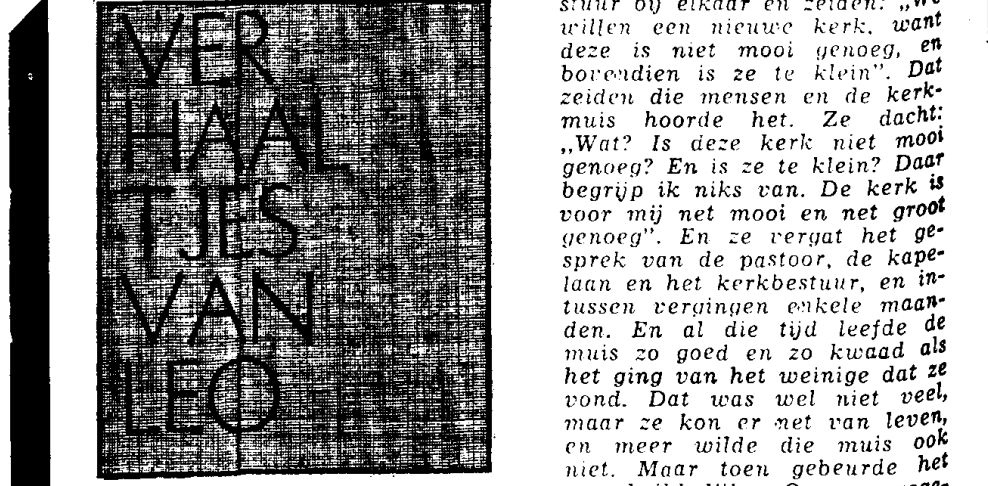 VER
HAAL
TJES
VAN
LEO
stuur bij elkaar en zeiden: „We
willen een nieuwe kerk, want
deze is niet mooi genoeg, en
bovendien is ze te klein”. Dat
zeiden die mensen en de kerk-
muis hoorde het. Ze dacht:
„Wat? Is deze kerk niet mooi
genoeg? En is ze te klein? Daar
begrijp ik niks van. De kerk is
voor mij net mooi en net groot
genoeg”. En ze vergat het ge-
sprek van de pastoor, de kape-
laan en het kerkbestuur, en in-
tussen vergingen enkele maan-
den. En al die tijd leefde de
muis zo goed en zo kwaad als
het ging van het weinige dat ze
vond. Dat was wel niet veel,
maar ze kon er net van leven,
en meer wilde die muis ook
niet. Maar toen gebeurde het